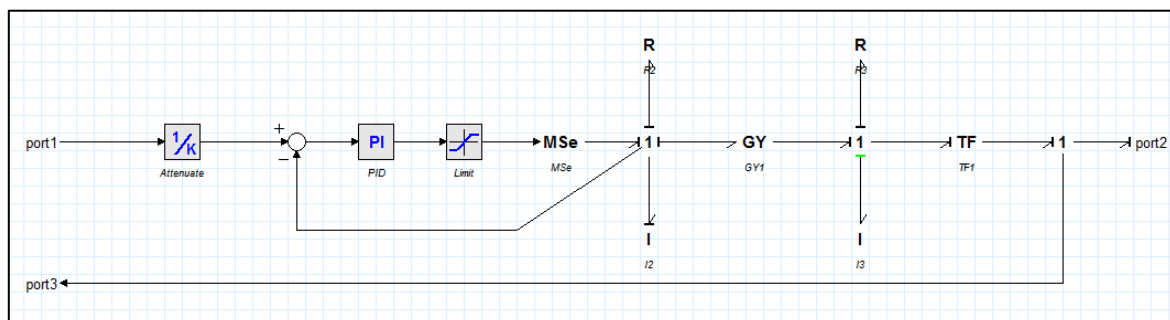 R R
R2 R3
port1 1/K + − PI MSe 1 GY 1 TF 1 port2
Attenuate PID Limit MSe GY1 TF1
I I
I2 I3
port3